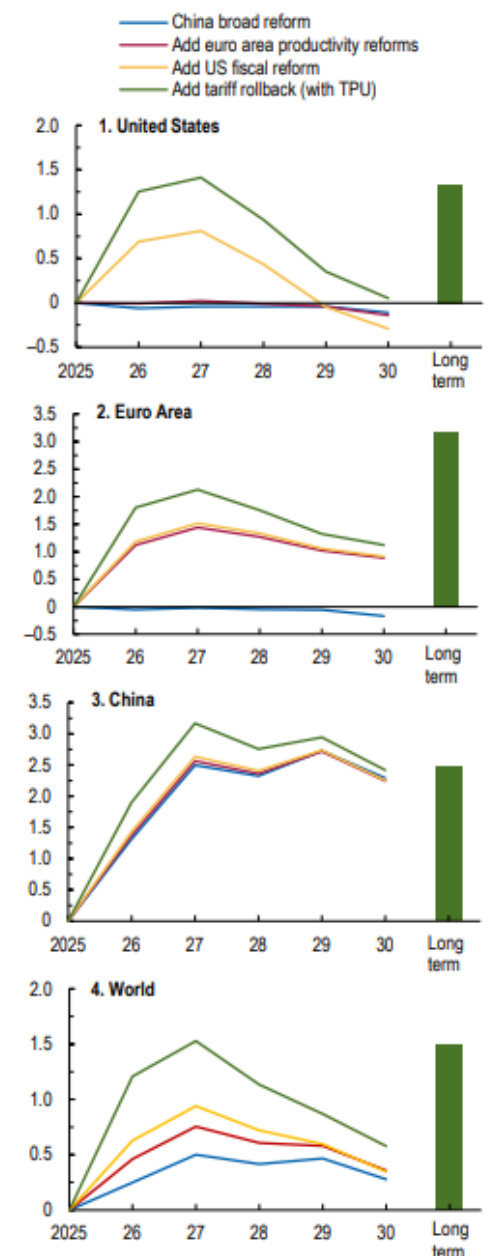 China broad reform
Add euro area productivity reforms
Add US fiscal reform
Add tariff rollback (with TPU)
2.0
1. United States
1.5
1.0
0.5
0
–0.5
2025 26 27 28 29 30 Long
term
3.5
2. Euro Area
3.0
2.5
2.0
1.5
1.0
0.5
0
–0.5
2025 26 27 28 29 30 Long
term
3.5
3. China
3.0
2.5
2.0
1.5
1.0
0.5
0
2025 26 27 28 29 30 Long
term
2.0
4. World
1.5
1.0
0.5
0
2025 26 27 28 29 30 Long
term